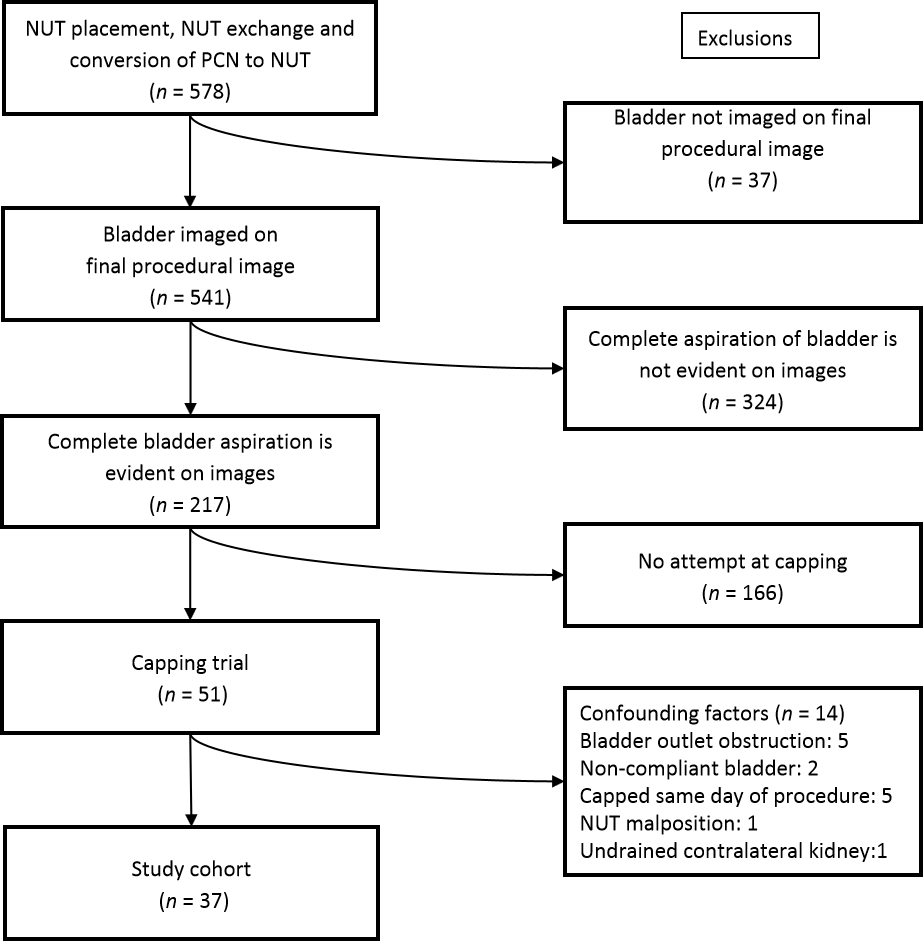 NUT placement, NUT exchange and
conversion of PCN to NUT
(n = 578)
Exclusions
Bladder not imaged on final
procedural image
(n = 37)
Bladder imaged on
final procedural image
(n = 541)
Complete aspiration of bladder is
not evident on images
(n = 324)
Complete bladder aspiration is
evident on images
(n = 217)
No attempt at capping
(n = 166)
Capping trial
(n = 51)
Confounding factors (n = 14)
Bladder outlet obstruction: 5
Non-compliant bladder: 2
Capped same day of procedure: 5
NUT malposition: 1
Undrained contralateral kidney:1
Study cohort
(n = 37)